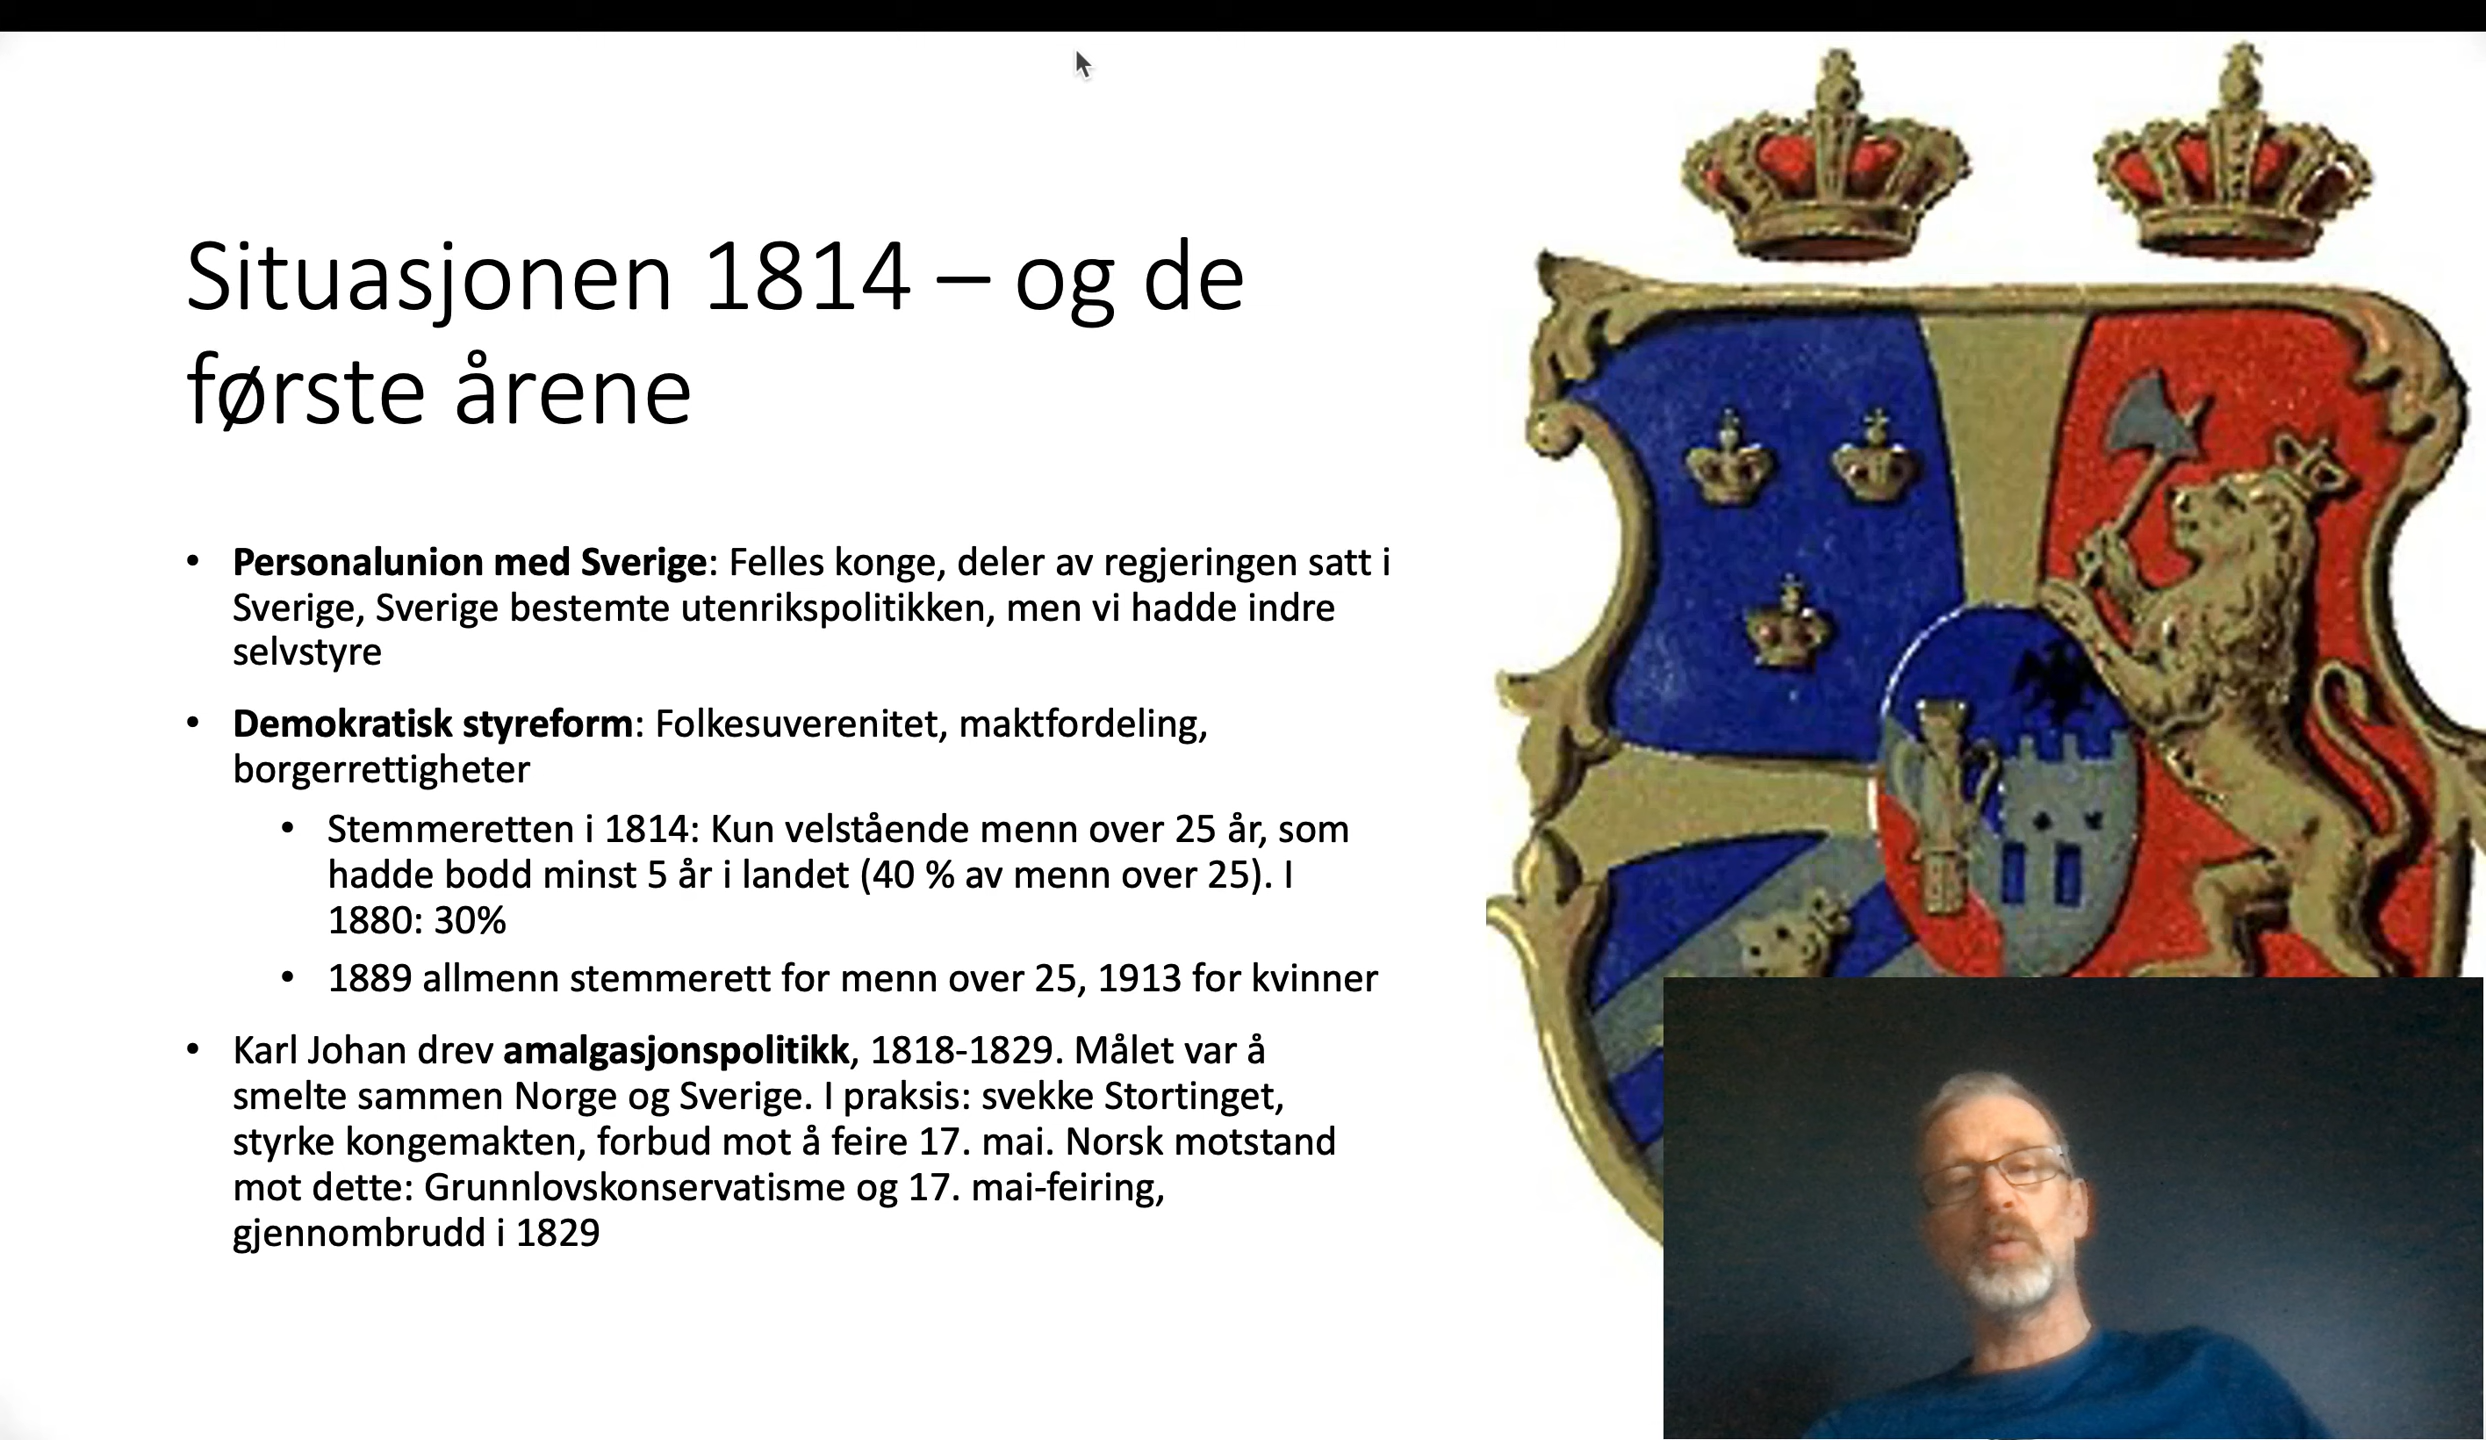 Situasjonen 1814 – og de
første årene
• Personalunion med Sverige: Felles konge, deler av regjeringen satt i
Sverige, Sverige bestemte utenrikspolitikken, men vi hadde indre
selvstyre
• Demokratisk styreform: Folkesuverenitet, maktfordeling,
borgerrettigheter
• Stemmeretten i 1814: Kun velstående menn over 25 år, som
hadde bodd minst 5 år i landet (40 % av menn over 25). I
1880: 30%
• 1889 allmenn stemmerett for menn over 25, 1913 for kvinner
• Karl Johan drev amalgasjonspolitikk, 1818-1829. Målet var å
smelte sammen Norge og Sverige. I praksis: svekke Stortinget,
styrke kongemakten, forbud mot å feire 17. mai. Norsk motstand
mot dette: Grunnlovskonservatisme og 17. mai-feiring,
gjennombrudd i 1829